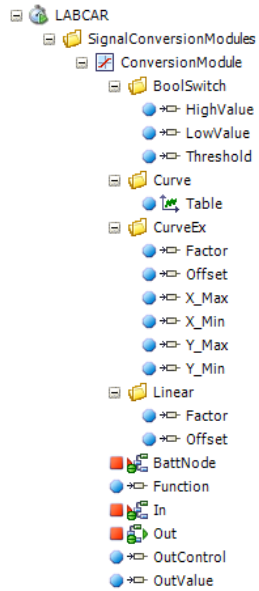 LABCAR
SignalConversionModules
ConversionModule
BoolSwitch
HighValue
LowValue
Threshold
Curve
Table
CurveEx
Factor
Offset
X_Max
X_Min
Y_Max
Y_Min
Linear
Factor
Offset
BattNode
Function
In
Out
OutControl
OutValue